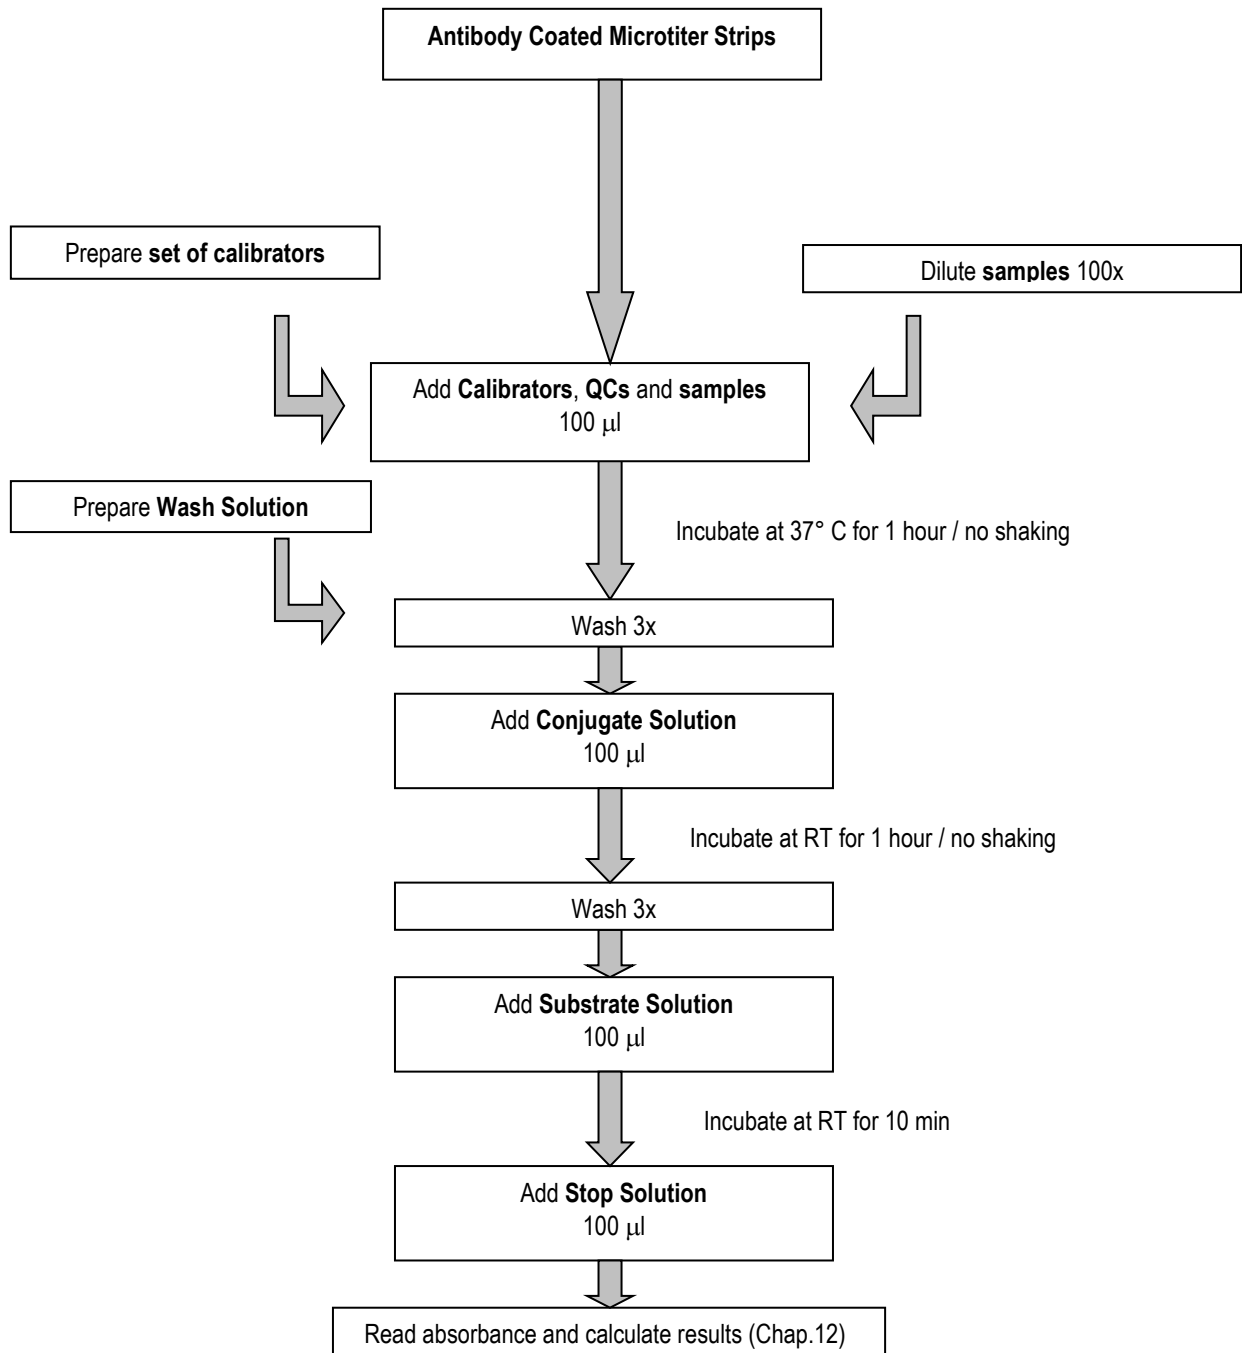 Antibody Coated Microtiter Strips
Prepare set of calibrators
Dilute samples 100x
Add Calibrators, QCs and samples
100 µl
Prepare Wash Solution
Incubate at 37° C for 1 hour / no shaking
Wash 3x
Add Conjugate Solution
100 µl
Incubate at RT for 1 hour / no shaking
Wash 3x
Add Substrate Solution
100 µl
Incubate at RT for 10 min
Add Stop Solution
100 µl
Read absorbance and calculate results (Chap.12)